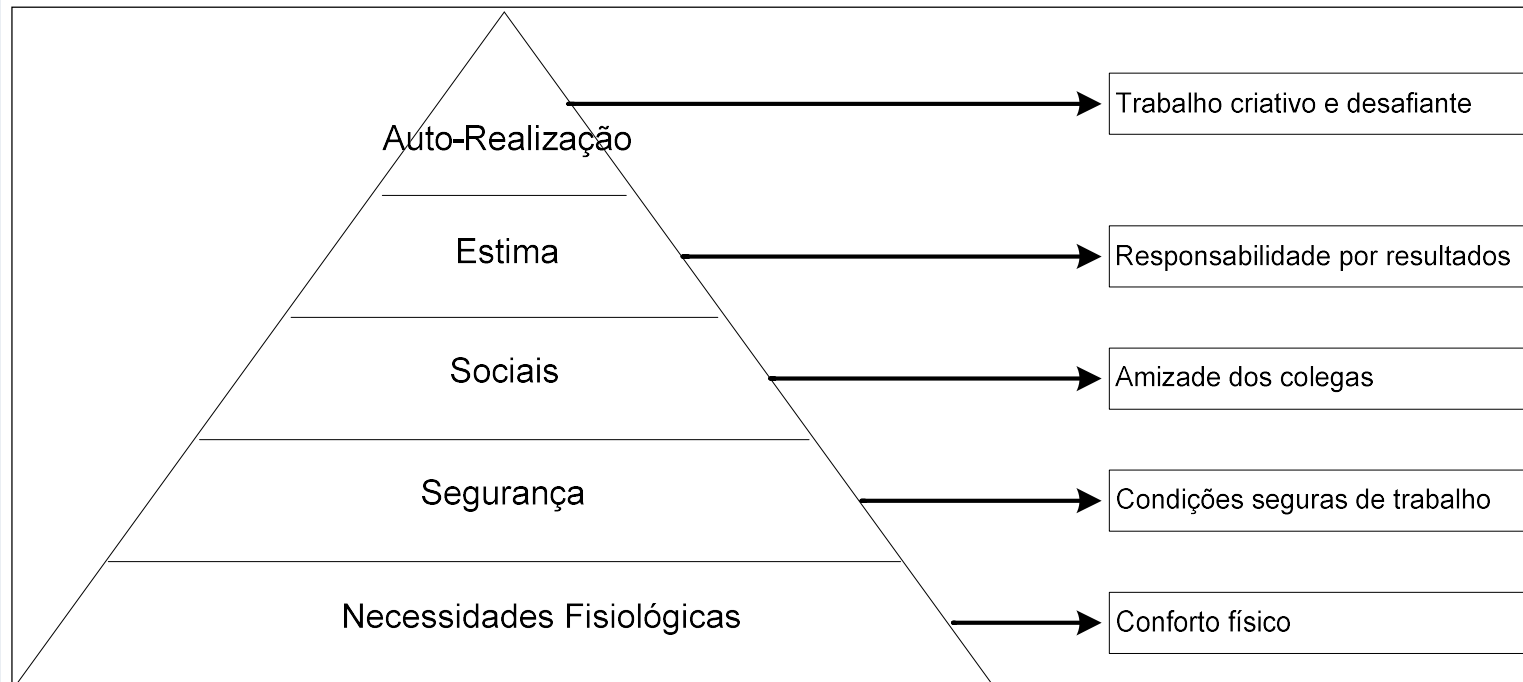 Auto-Realização
Trabalho criativo e desafiante
Estima
Responsabilidade por resultados
Sociais
Amizade dos colegas
Segurança
Condições seguras de trabalho
Necessidades Fisiológicas
Conforto físico